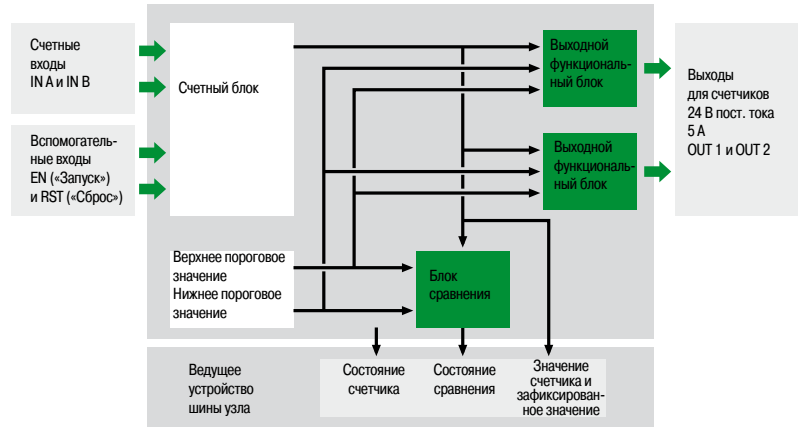 Счетные
входы
IN A и IN B
Вспомогатель-
ные входы
EN («Запуск»)
и RST («Сброс»)
Счетный блок
Верхнее пороговое
значение
Нижнее пороговое
значение
Выходной
функциональ-
ный блок
Выходной
функциональ-
ный блок
Блок
сравнения
Выходы
для счетчиков
24 В пост. тока
5 А
OUT 1 и OUT 2
Ведущее
устройство
шины узла
Состояние
счетчика
Состояние
сравнения
Значение
счетчика и
зафиксирован-
ное значение